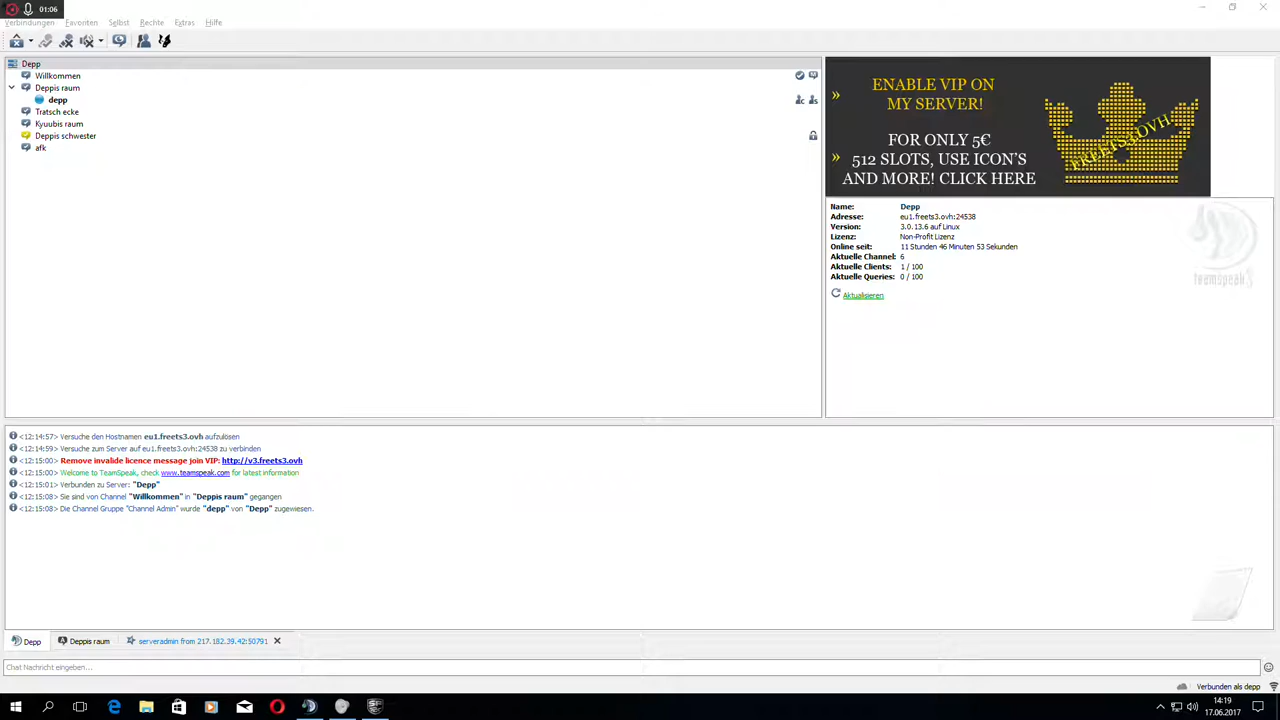 01:06
Verbindungen Favoriten Selbst Rechte Extras Hilfe
Depp
Willkommen
Deppis raum
depp
Tratsch ecke
Kyuubis raum
Deppis schwester
afk
» ENABLE VIP ON
MY SERVER!
FOR ONLY 5€
» 512 SLOTS, USE ICON'S
AND MORE! CLICK HERE
FREETS3.OVH
Name: Depp
Adresse: eu1.freets3.ovh:24538
Version: 3.0.13.6 auf Linux
Lizenz: Non-Profit Lizenz
Online seit: 11 Stunden 46 Minuten 53 Sekunden
Aktuelle Channel: 6
Aktuelle Clients: 1 / 100
Aktuelle Queries: 0 / 100
Aktualisieren
teamspeak3
<12:14:57> Versuche den Hostnamen eu1.freets3.ovh aufzulösen
<12:14:59> Versuche zum Server auf eu1.freets3.ovh:24538 zu verbinden
<12:15:00> Remove invalide licence message join VIP: http://v3.freets3.ovh
<12:15:00> Welcome to TeamSpeak, check www.teamspeak.com for latest information
<12:15:01> Verbunden zu Server: "Depp"
<12:15:08> Sie sind von Channel "Willkommen" in "Deppis raum" gegangen
<12:15:08> Die Channel Gruppe "Channel Admin" wurde "depp" von "Depp" zugewiesen.
Depp Deppis raum serveradmin from 217.182.39.42:50791
Chat Nachricht eingeben...
Verbunden als depp
14:19
17.06.2017